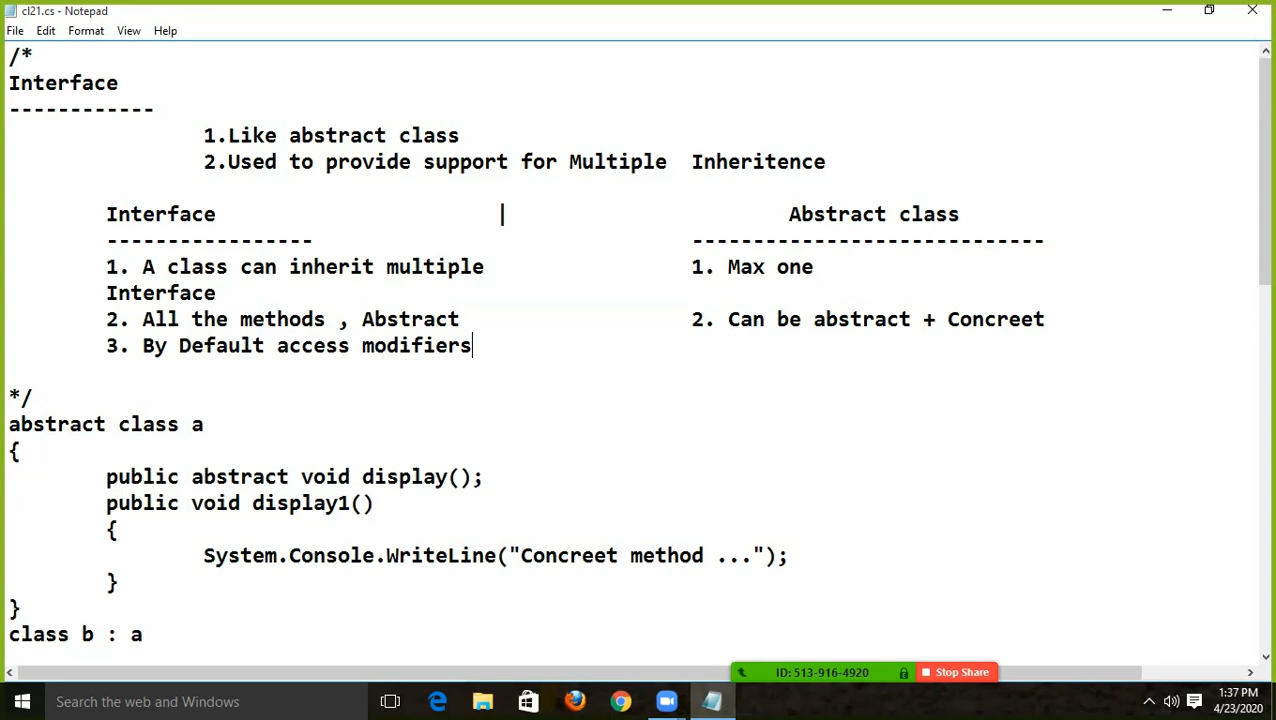 cl21.cs - Notepad
File Edit Format View Help
/*
Interface
------------
1.Like abstract class
2.Used to provide support for Multiple Inheritence
Interface | Abstract class
----------------- -----------------------------
1. A class can inherit multiple 1. Max one
Interface
2. All the methods , Abstract 2. Can be abstract + Concreet
3. By Default access modifiers
*/
abstract class a
{
public abstract void display();
public void display1()
{
System.Console.WriteLine("Concreet method ...");
}
}
class b : a
ID: 513-916-4920 Stop Share
Search the web and Windows
1:37 PM
4/23/2020